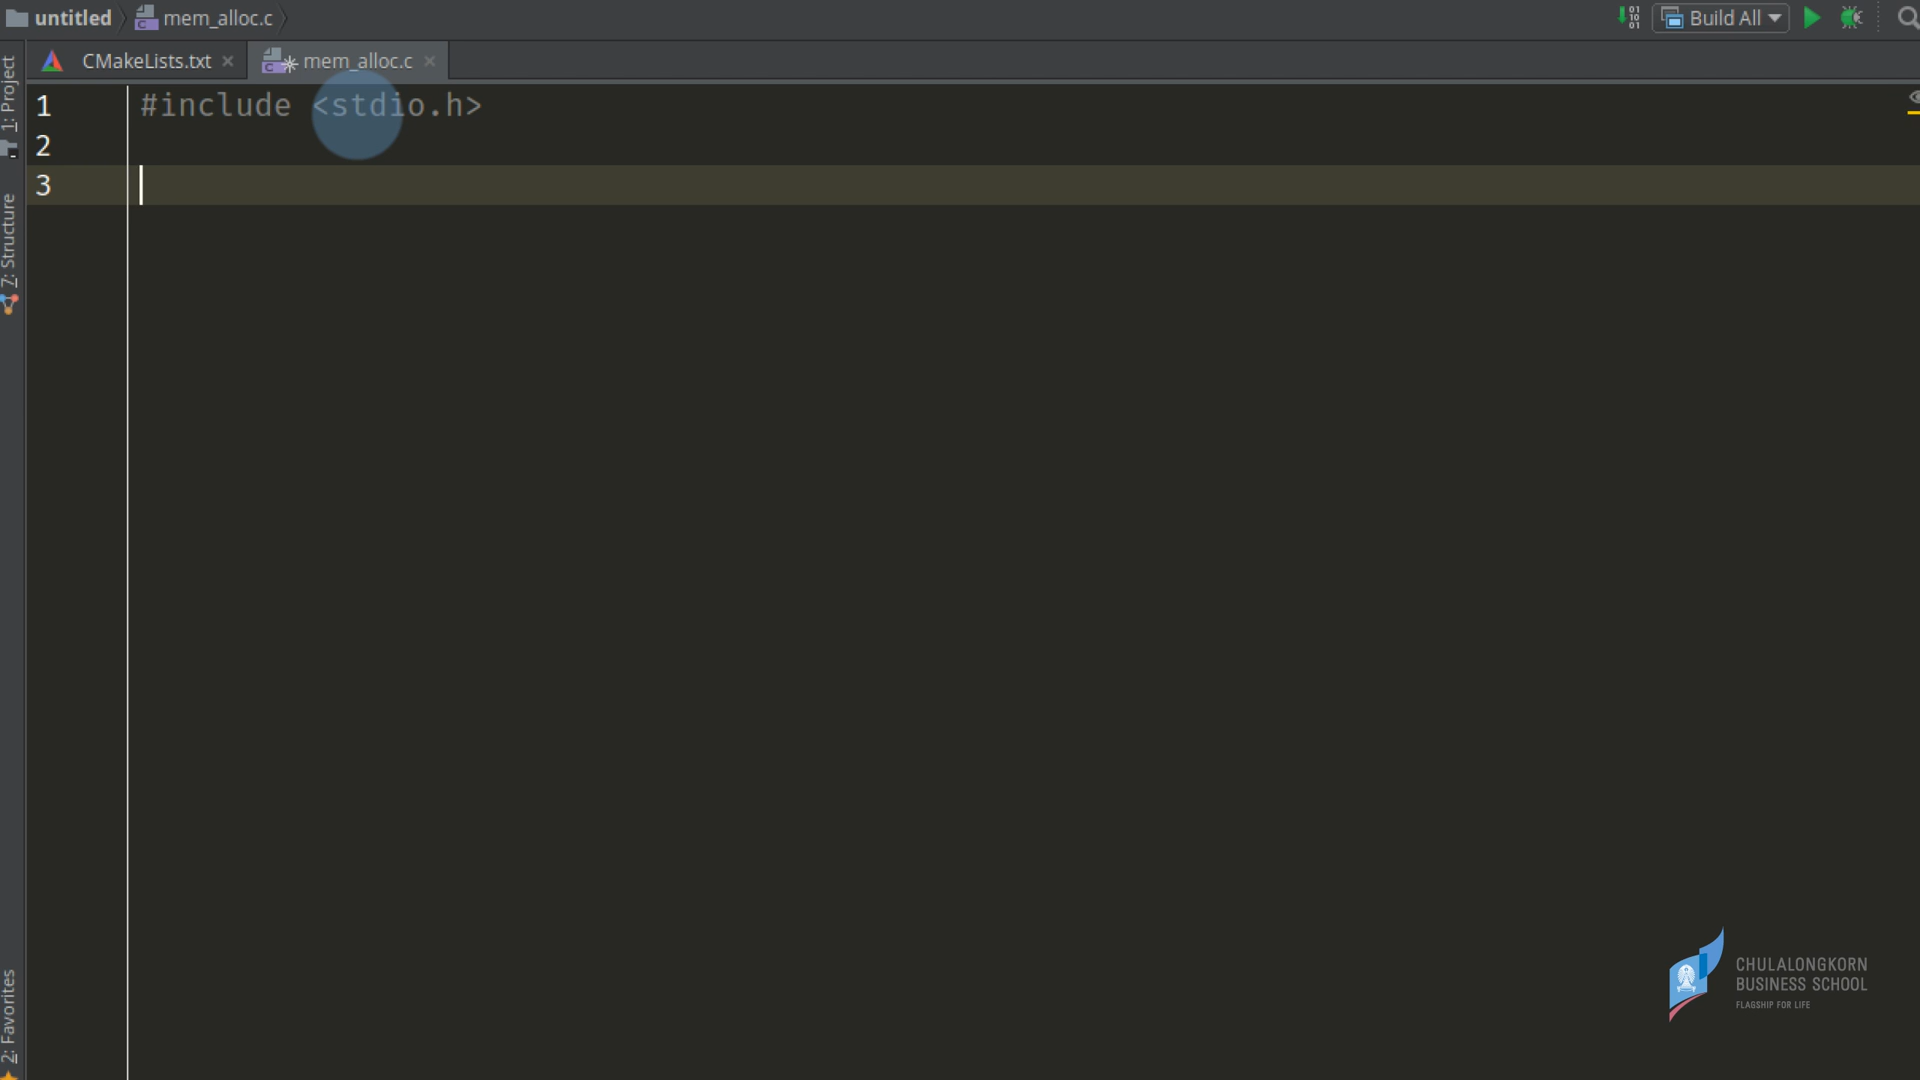 untitled mem_alloc.c Build All
CMakeLists.txt mem_alloc.c
1: Project
7: Structure
2: Favorites
1 #include <stdio.h>
2
3
CHULALONGKORN
BUSINESS SCHOOL
FLAGSHIP FOR LIFE